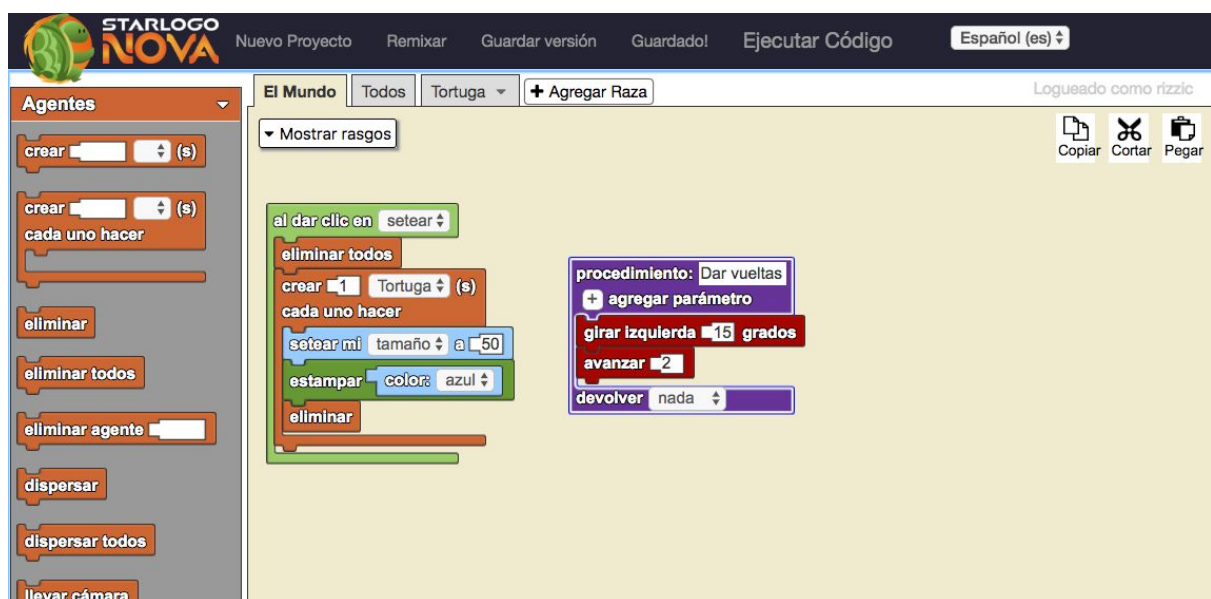 STARLOGO
NOVA
Nuevo Proyecto Remixar Guardar versión Guardado! Ejecutar Código Español (es)
Agentes
crear (s)
crear (s)
cada uno hacer
eliminar
eliminar todos
eliminar agente
dispersar
dispersar todos
llevar cámara
El Mundo Todos Tortuga + Agregar Raza
Logueado como rizzic
Mostrar rasgos
Copiar Cortar Pegar
al dar clic en setear
eliminar todos
crear 1 Tortuga (s)
cada uno hacer
setear mi tamaño a 50
estampar color: azul
eliminar
procedimiento: Dar vueltas
+ agregar parámetro
girar izquierda 15 grados
avanzar 2
devolver nada